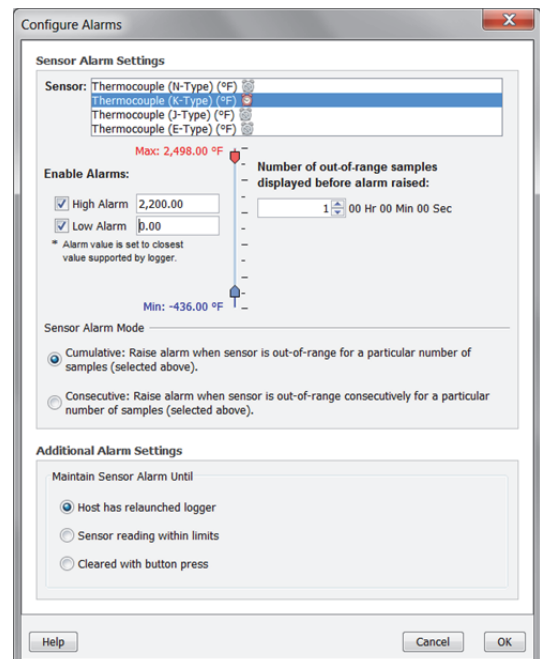 Configure Alarms
Sensor Alarm Settings
Sensor: Thermocouple (N-Type) (°F)
Thermocouple (K-Type) (°F)
Thermocouple (J-Type) (°F)
Thermocouple (E-Type) (°F)
Max: 2,498.00 °F
Enable Alarms:
High Alarm 2,200.00
Low Alarm 0.00
* Alarm value is set to closest
value supported by logger.
Min: -436.00 °F
Number of out-of-range samples
displayed before alarm raised:
1 00 Hr 00 Min 00 Sec
Sensor Alarm Mode
Cumulative: Raise alarm when sensor is out-of-range for a particular number of
samples (selected above).
Consecutive: Raise alarm when sensor is out-of-range consecutively for a particular
number of samples (selected above).
Additional Alarm Settings
Maintain Sensor Alarm Until
Host has relaunched logger
Sensor reading within limits
Cleared with button press
Help
Cancel
OK